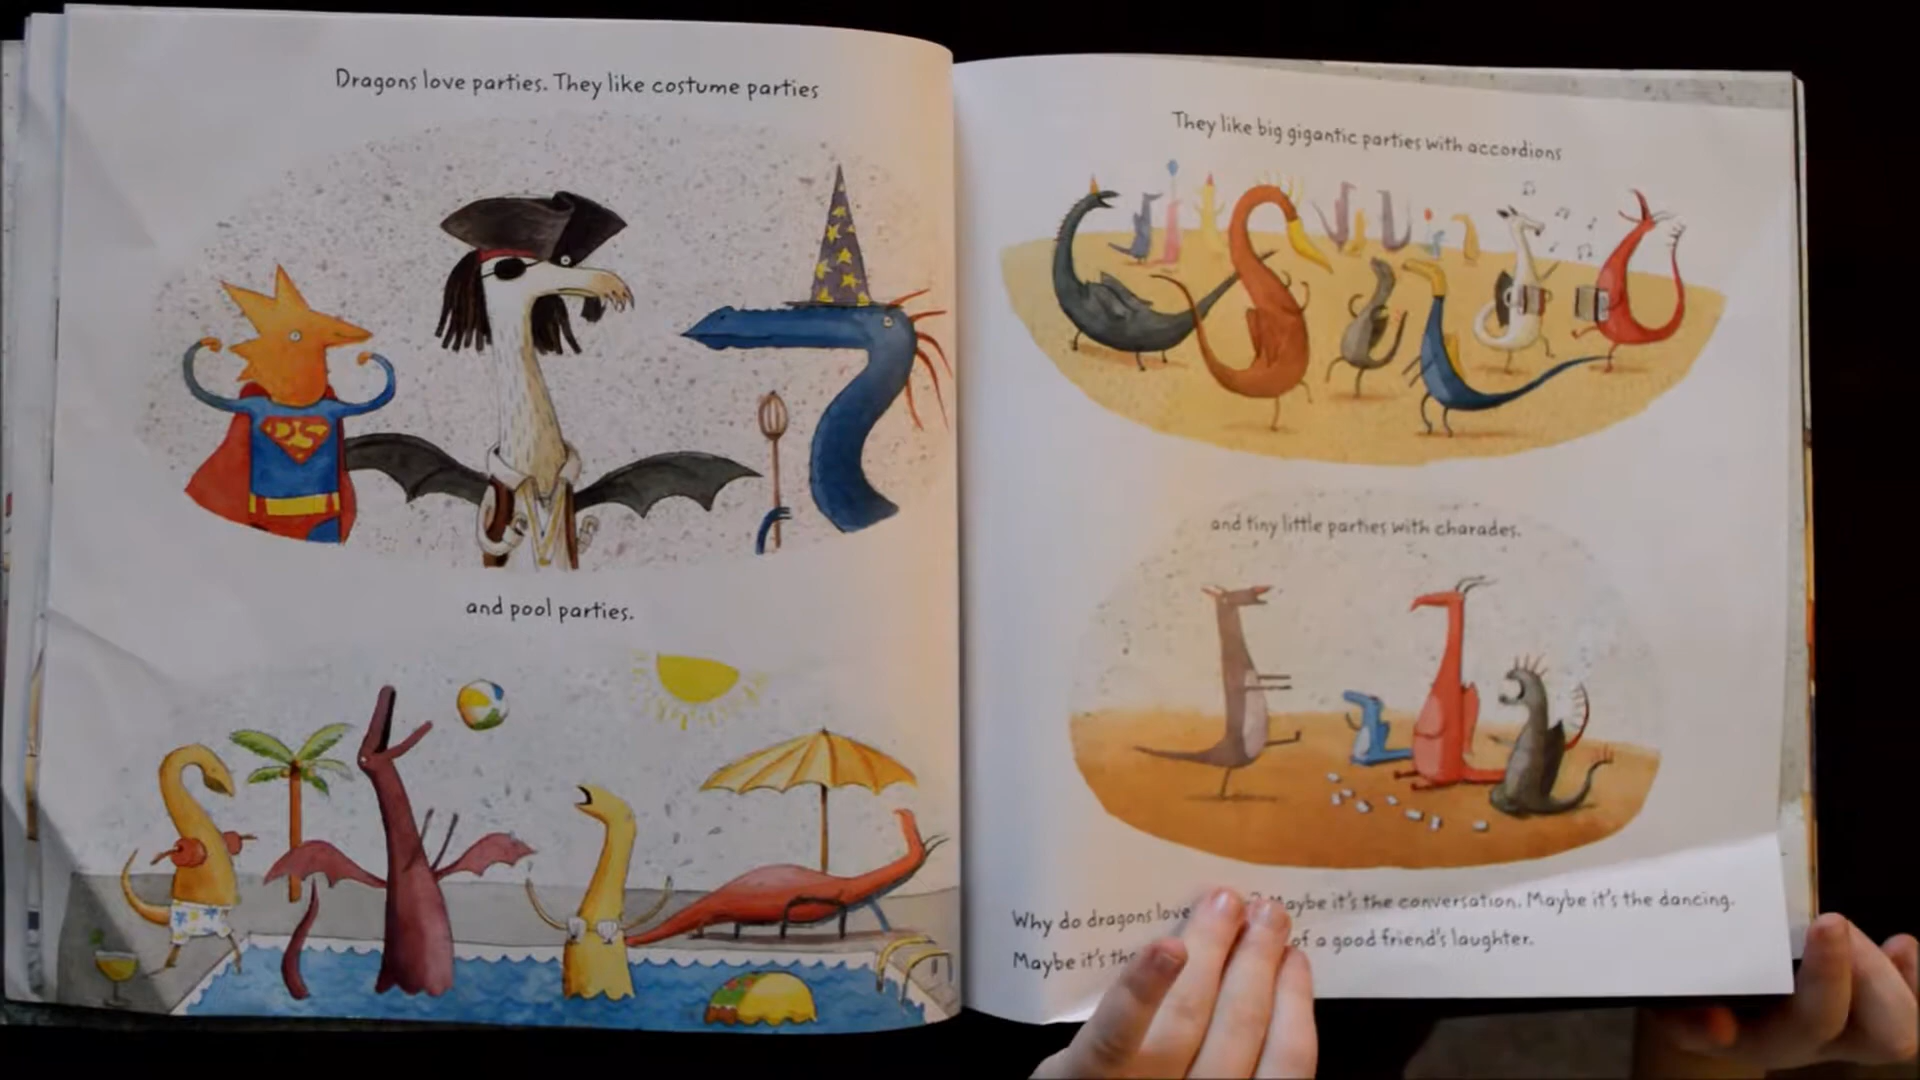 Dragons love parties. They like costume parties
and pool parties.
They like big gigantic parties with accordions
and tiny little parties with charades.
Why do dragons love Maybe it's the conversation. Maybe it's the dancing.
Maybe it's the of a good friend's laughter.